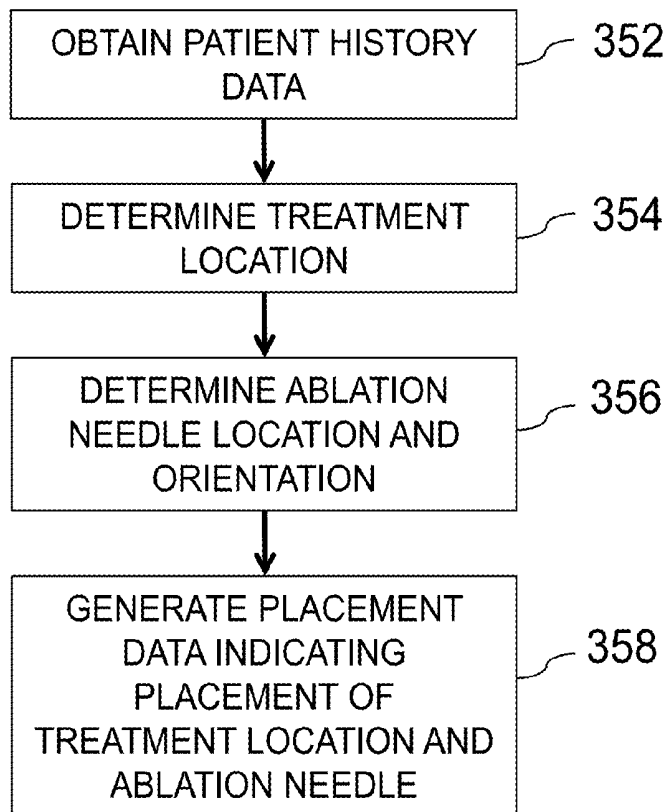 OBTAIN PATIENT HISTORY
DATA
352
DETERMINE TREATMENT
LOCATION
354
DETERMINE ABLATION
NEEDLE LOCATION AND
ORIENTATION
356
GENERATE PLACEMENT
DATA INDICATING
PLACEMENT OF
TREATMENT LOCATION AND
ABLATION NEEDLE
358